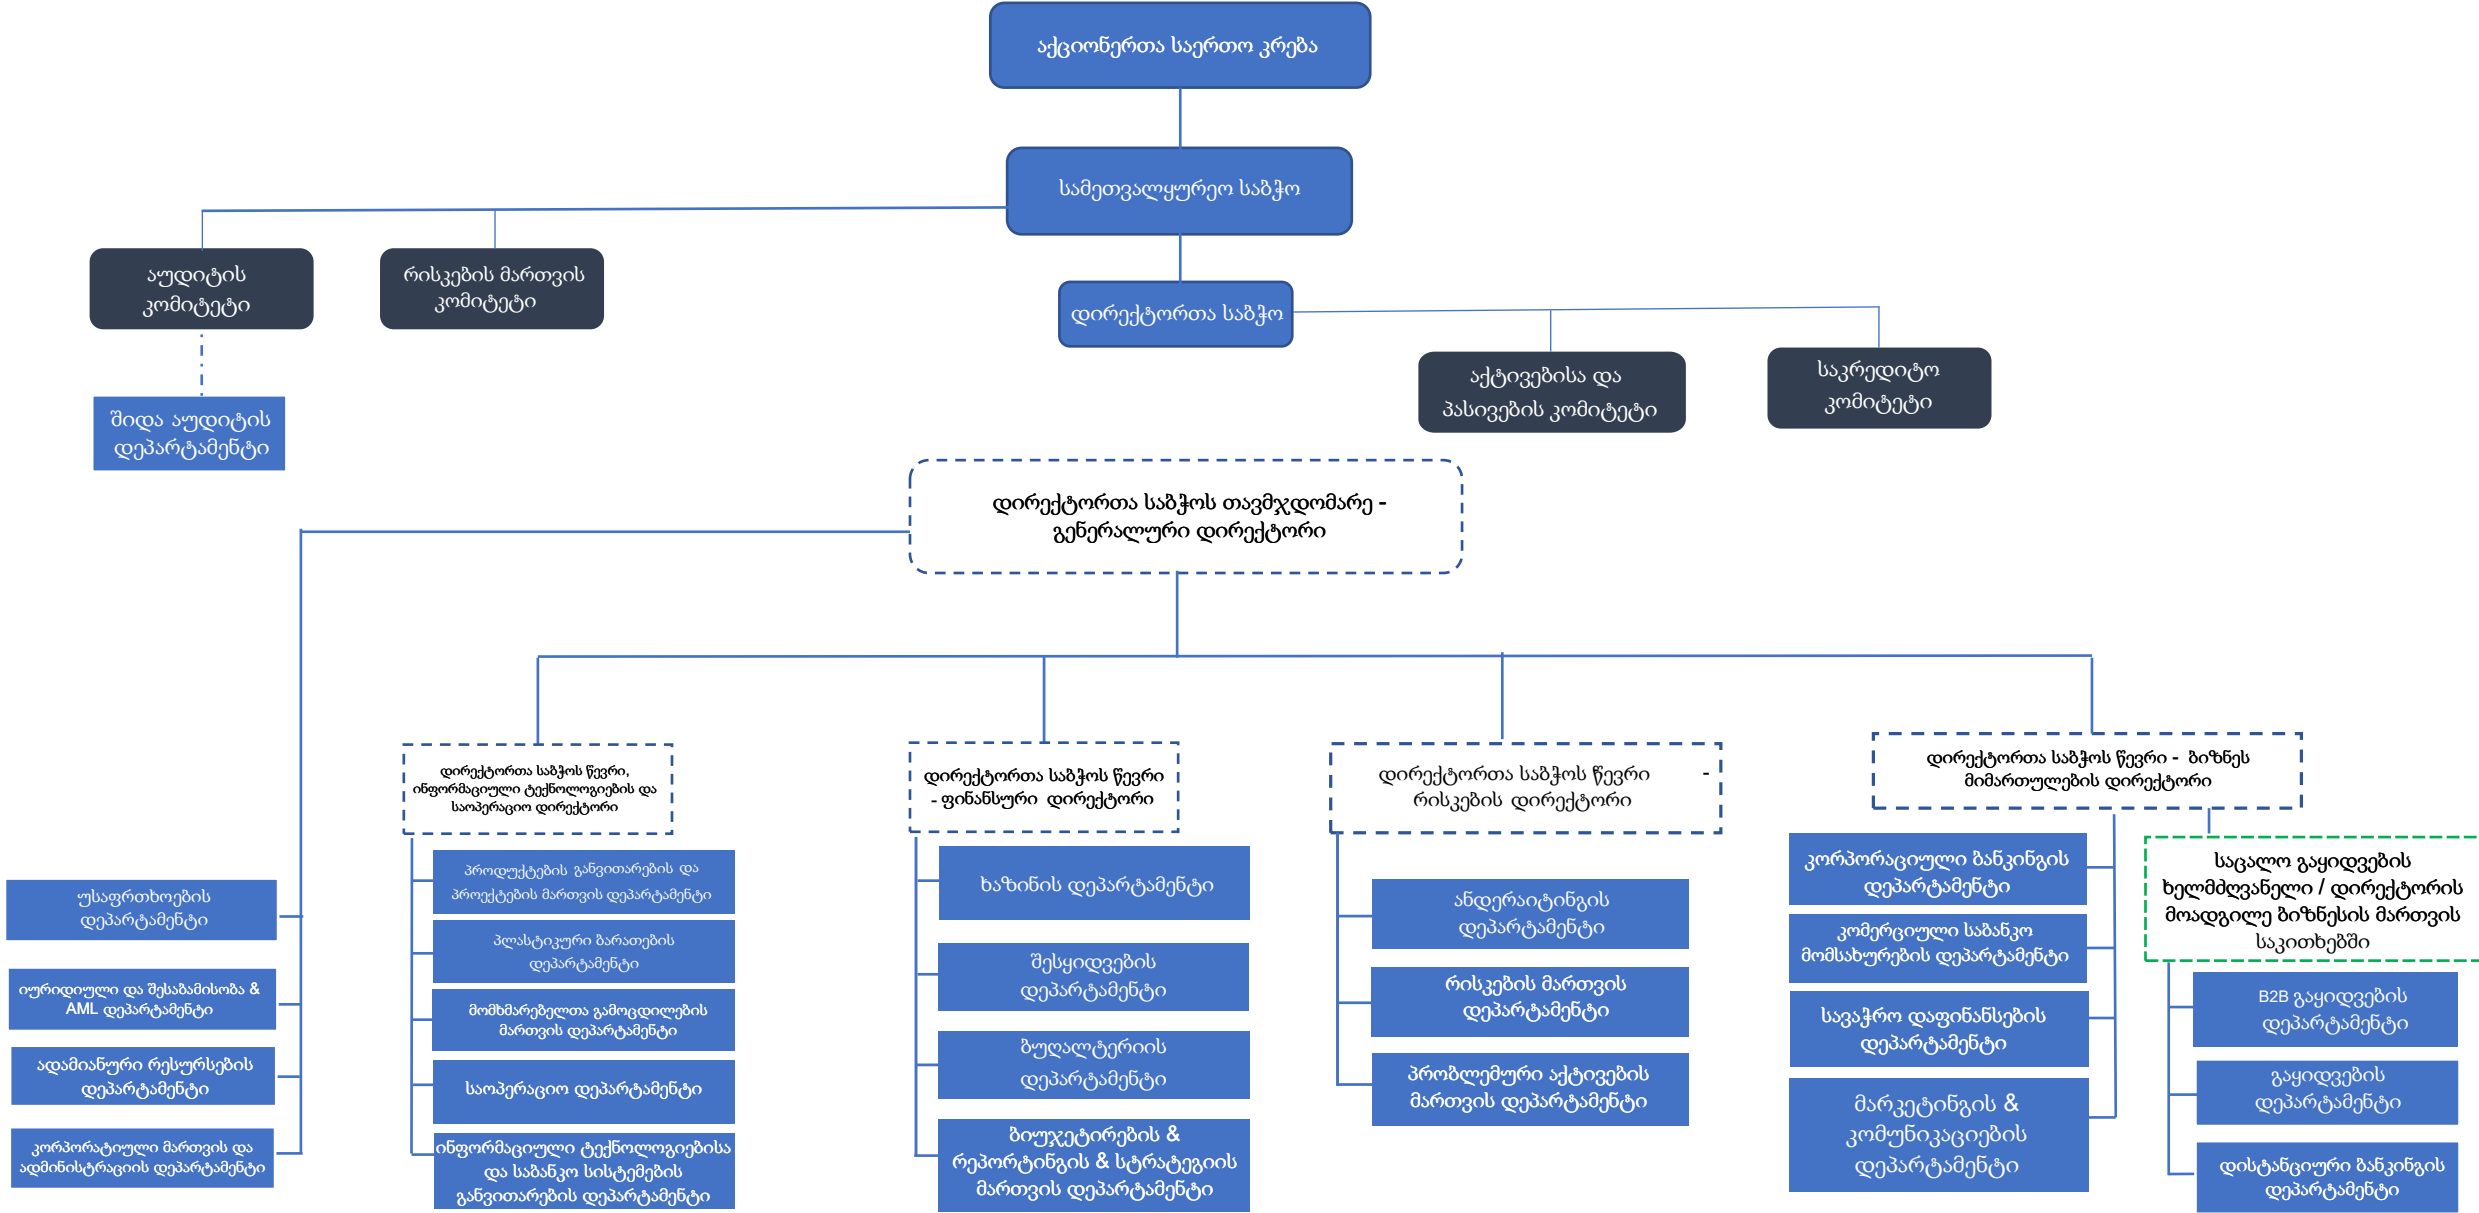 აქციონერთა საერთო კრება
სამეთვალყურეო საბჭო
აუდიტის
კომიტეტი
რისკების მართვის
კომიტეტი
დირექტორთა საბჭო
აქტივებისა და
პასივების კომიტეტი
საკრედიტო
კომიტეტი
შიდა აუდიტის
დეპარტამენტი
დირექტორთა საბჭოს თავმჯდომარე -
გენერალური დირექტორი
დირექტორთა საბჭოს წევრი,
ინფორმაციული ტექნოლოგიების და
საოპერაციო დირექტორი
დირექტორთა საბჭოს წევრი
- ფინანსური დირექტორი
დირექტორთა საბჭოს წევრი -
რისკების დირექტორი
დირექტორთა საბჭოს წევრი - ბიზნეს
მიმართულების დირექტორი
უსაფრთხოების
დეპარტამენტი
იურიდიული და შესაბამისობა &
AML დეპარტამენტი
ადამიანური რესურსების
დეპარტამენტი
კორპორატიული მართვის და
ადმინისტრაციის დეპარტამენტი
პროდუქტების განვითარების და
პროექტების მართვის დეპარტამენტი
პლასტიკური ბარათების
დეპარტამენტი
მომხმარებელთა გამოცდილების
მართვის დეპარტამენტი
საოპერაციო დეპარტამენტი
ინფორმაციული ტექნოლოგიებისა
და საბანკო სისტემების
განვითარების დეპარტამენტი
ხაზინის დეპარტამენტი
შესყიდვების
დეპარტამენტი
ბუღალტერიის
დეპარტამენტი
ბიუჯეტირების &
რეპორტინგის & სტრატეგიის
მართვის დეპარტამენტი
ანდერაიტინგის
დეპარტამენტი
რისკების მართვის
დეპარტამენტი
პრობლემური აქტივების
მართვის დეპარტამენტი
კორპორაციული ბანკინგის
დეპარტამენტი
კომერციული საბანკო
მომსახურების დეპარტამენტი
სავაჭრო დაფინანსების
დეპარტამენტი
მარკეტინგის &
კომუნიკაციების
დეპარტამენტი
საცალო გაყიდვების
ხელმძღვანელი / დირექტორის
მოადგილე ბიზნესის მართვის
საკითხებში
B2B გაყიდვების
დეპარტამენტი
გაყიდვების
დეპარტამენტი
დისტანციური ბანკინგის
დეპარტამენტი